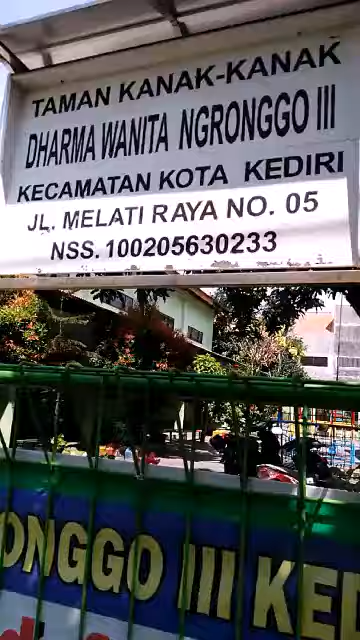 TAMAN KANAK-KANAK
DHARMA WANITA NGRONGGO III
KECAMATAN KOTA KEDIRI
JL. MELATI RAYA NO. 05
NSS. 100205630233
ONGGO III KED